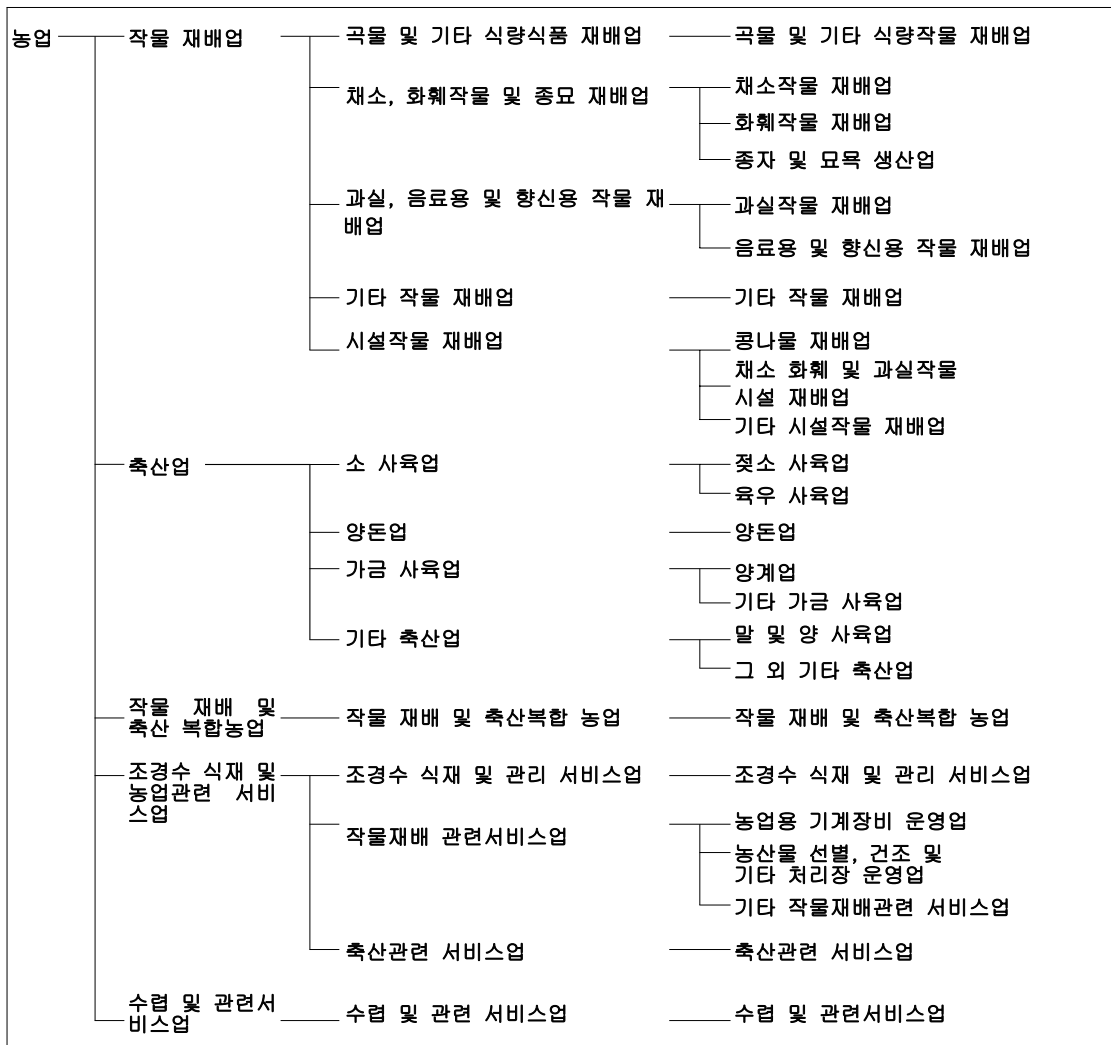 농업 작물 재배업 곡물 및 기타 식량식품 재배업 곡물 및 기타 식량작물 재배업
채소, 화훼작물 및 종묘 재배업 채소작물 재배업
화훼작물 재배업
종자 및 묘목 생산업
과실, 음료용 및 향신용 작물 재
배업
과실작물 재배업
음료용 및 향신용 작물 재배업
기타 작물 재배업 기타 작물 재배업
시설작물 재배업 콩나물 재배업
채소 화훼 및 과실작물
시설 재배업
기타 시설작물 재배업
축산업 소 사육업 젖소 사육업
육우 사육업
양돈업 양돈업
가금 사육업 양계업
기타 가금 사육업
기타 축산업 말 및 양 사육업
그 외 기타 축산업
작물 재배 및
축산 복합농업
작물 재배 및 축산복합 농업 작물 재배 및 축산복합 농업
조경수 식재 및
농업관련 서비
스업
조경수 식재 및 관리 서비스업 조경수 식재 및 관리 서비스업
작물재배 관련서비스업 농업용 기계장비 운영업
농산물 선별, 건조 및
기타 처리장 운영업
기타 작물재배관련 서비스업
축산관련 서비스업 축산관련 서비스업
수렵 및 관련서
비스업
수렵 및 관련 서비스업 수렵 및 관련서비스업